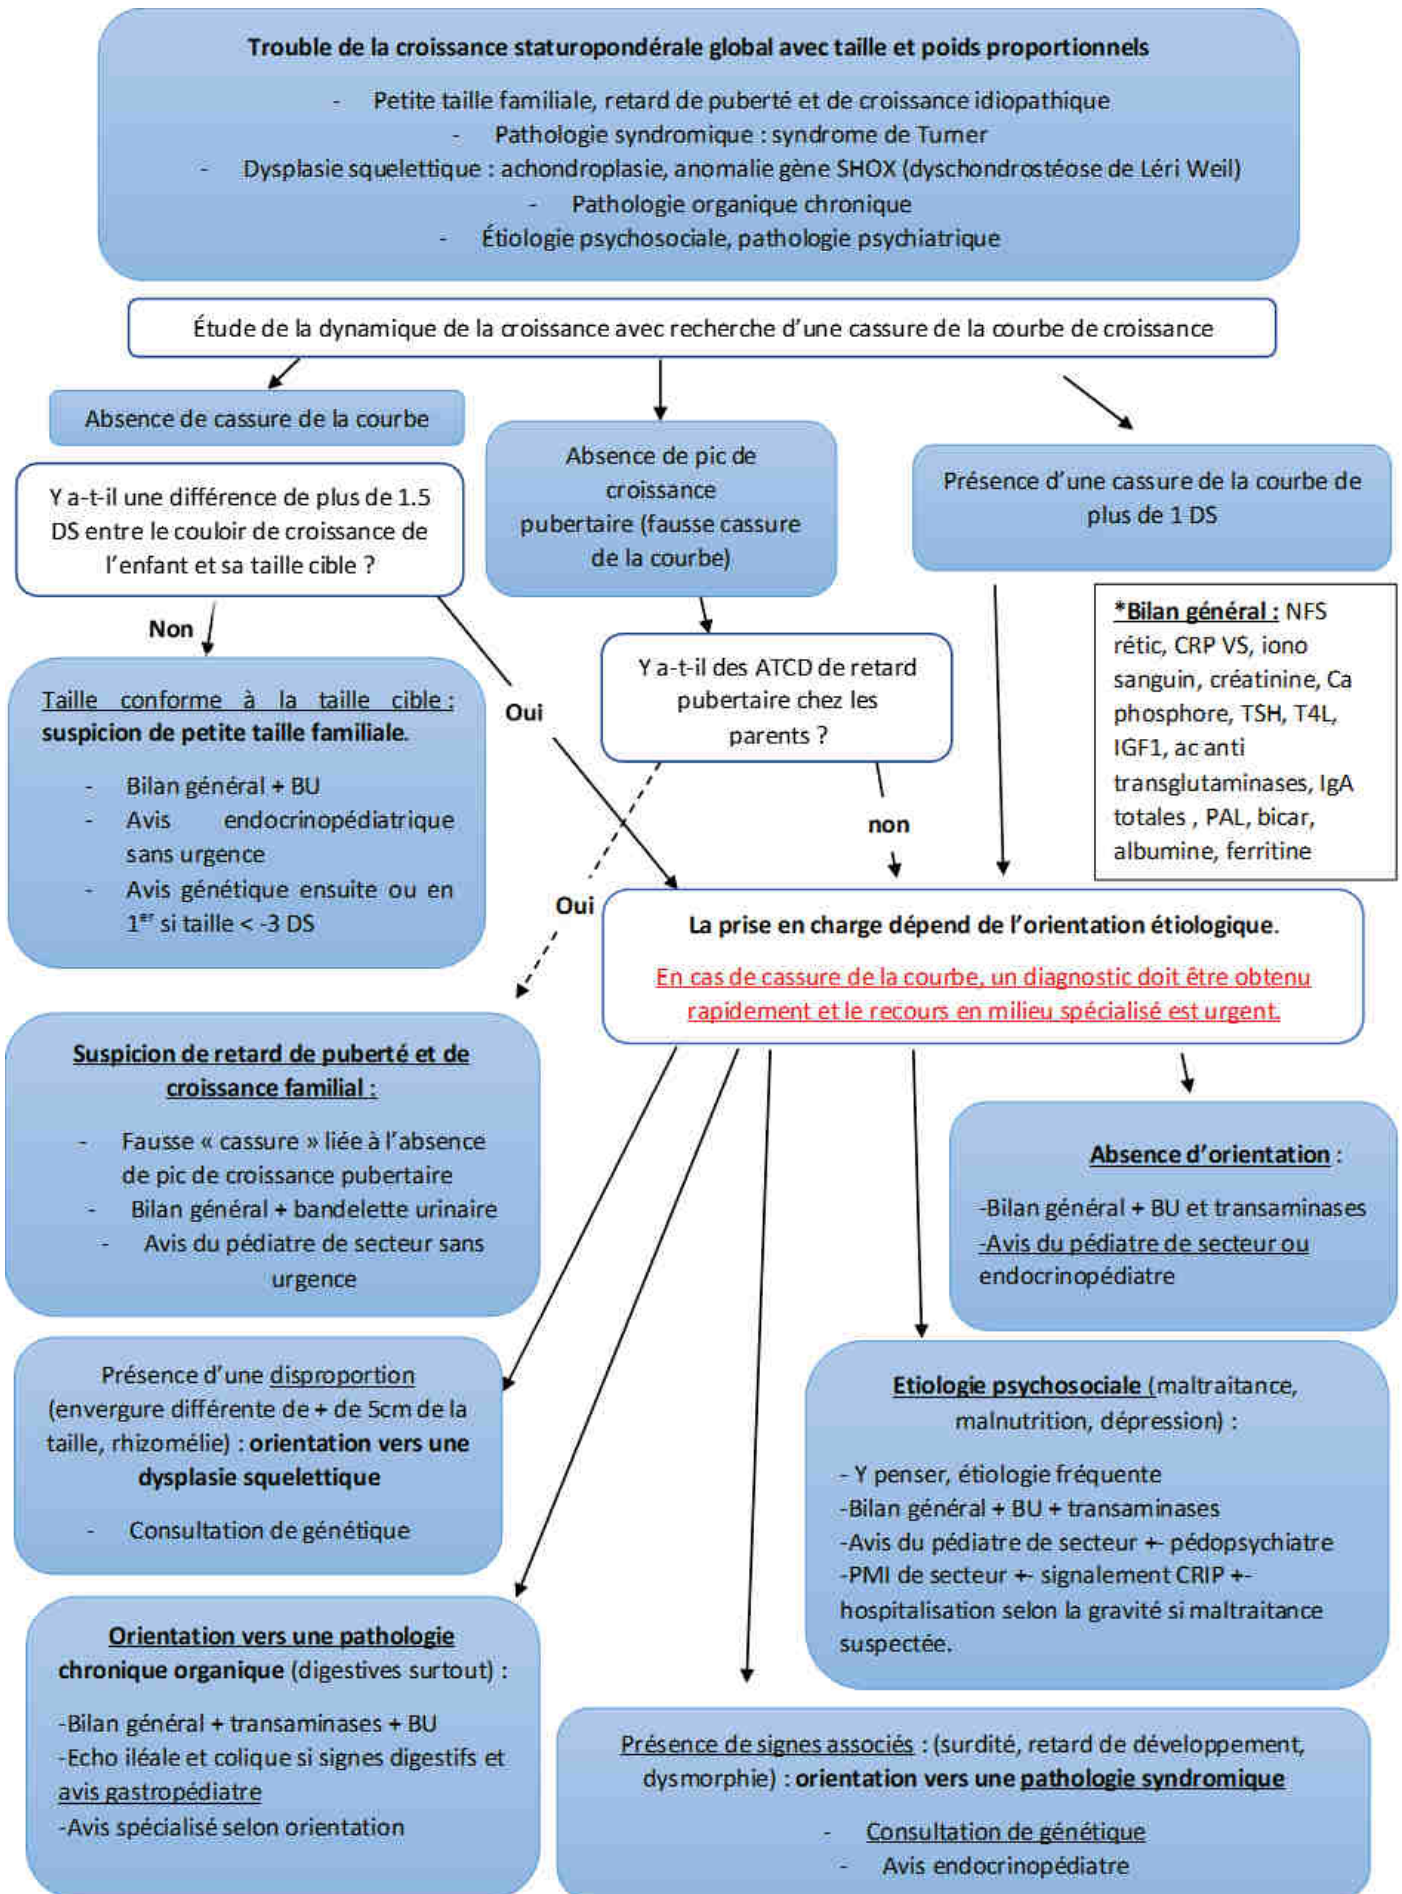 Trouble de la croissance staturopondérale global avec taille et poids proportionnels
- Petite taille familiale, retard de puberté et de croissance idiopathique
- Pathologie syndromique : syndrome de Turner
- Dysplasie squelettique : achondroplasie, anomalie gène SHOX (dyschondrostéose de Léri Weil)
- Pathologie organique chronique
- Étiologie psychosociale, pathologie psychiatrique
Étude de la dynamique de la croissance avec recherche d’une cassure de la courbe de croissance
Absence de cassure de la courbe
Y a-t-il une différence de plus de 1.5
DS entre le couloir de croissance de
l’enfant et sa taille cible ?
Absence de pic de
croissance
pubertaire (fausse cassure
de la courbe)
Présence d’une cassure de la courbe de
plus de 1 DS
Non
Oui
Y a-t-il des ATCD de retard
pubertaire chez les
parents ?
*Bilan général : NFS
rétic, CRP VS, iono
sanguin, créatinine, Ca
phosphore, TSH, T4L,
IGF1, ac anti
transglutaminases, IgA
totales , PAL, bicar,
albumine, ferritine
Taille conforme à la taille cible :
suspicion de petite taille familiale.
- Bilan général + BU
- Avis endocrinopédiatrique
sans urgence
- Avis génétique ensuite ou en
1er si taille < -3 DS
non
Oui
La prise en charge dépend de l’orientation étiologique.
En cas de cassure de la courbe, un diagnostic doit être obtenu
rapidement et le recours en milieu spécialisé est urgent.
Suspicion de retard de puberté et de
croissance familial :
- Fausse « cassure » liée à l’absence
de pic de croissance pubertaire
- Bilan général + bandelette urinaire
- Avis du pédiatre de secteur sans
urgence
Absence d’orientation :
-Bilan général + BU et transaminases
-Avis du pédiatre de secteur ou
endocrinopédiatre
Présence d’une disproportion
(envergure différente de + de 5cm de la
taille, rhizomélie) : orientation vers une
dysplasie squelettique
- Consultation de génétique
Etiologie psychosociale (maltraitance,
malnutrition, dépression) :
- Y penser, étiologie fréquente
-Bilan général + BU + transaminases
-Avis du pédiatre de secteur +- pédopsychiatre
-PMI de secteur +- signalement CRIP +-
hospitalisation selon la gravité si maltraitance
suspectée.
Orientation vers une pathologie
chronique organique (digestives surtout) :
-Bilan général + transaminases + BU
-Echo iléale et colique si signes digestifs et
avis gastropédiatre
-Avis spécialisé selon orientation
Présence de signes associés : (surdité, retard de développement,
dysmorphie) : orientation vers une pathologie syndromique
- Consultation de génétique
- Avis endocrinopédiatre